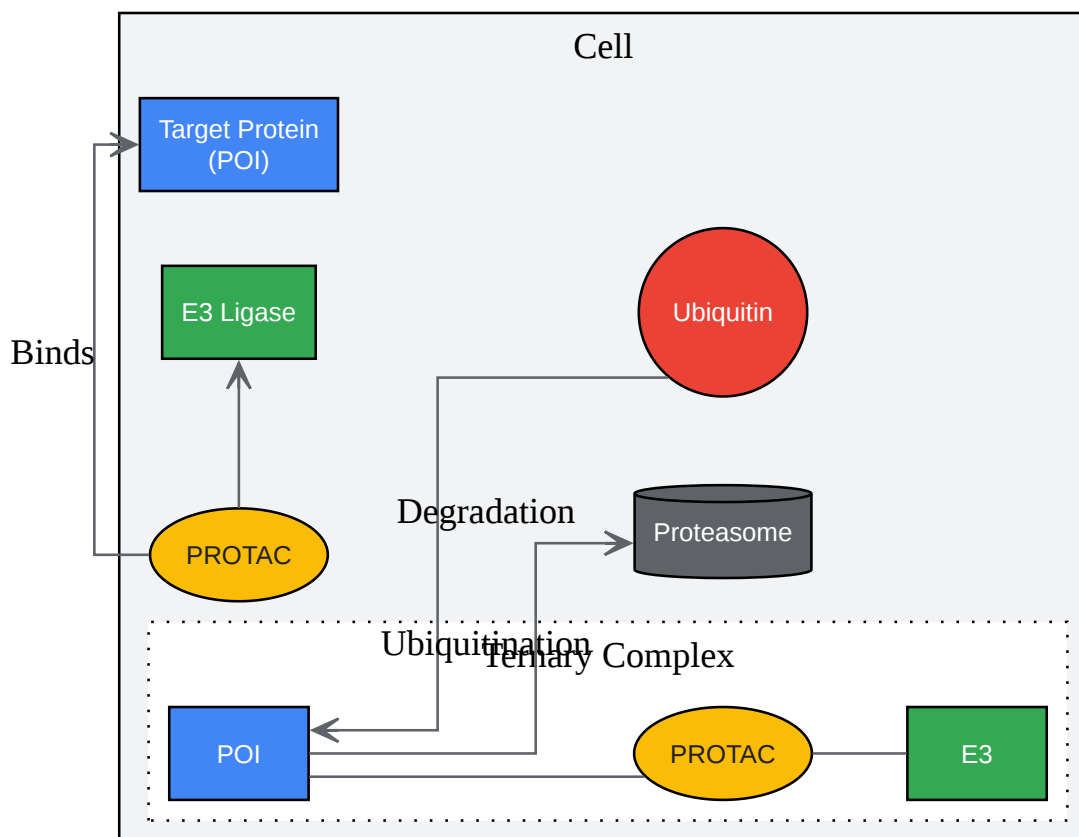 Cell
Target Protein
(POI)
E3 Ligase
Ubiquitin
Binds
Degradation
Proteasome
PROTAC
Ubiquitination
Ternary Complex
POI
PROTAC
E3